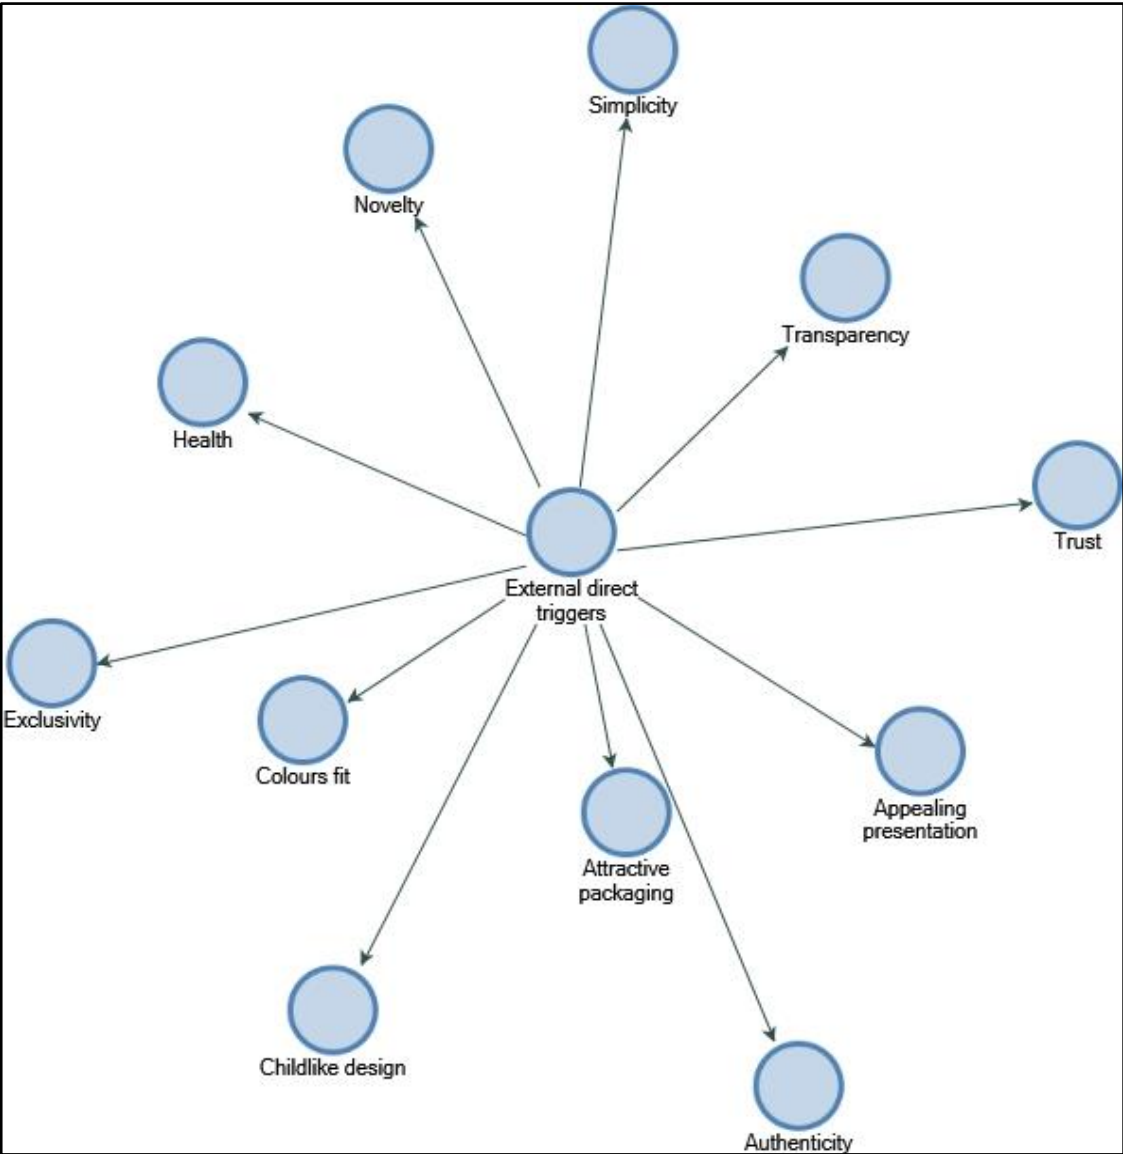 Simplicity
Novelty
Transparency
Health
Trust
External direct
triggers
Exclusivity
Colours fit
Appealing
presentation
Attractive
packaging
Childlike design
Authenticity